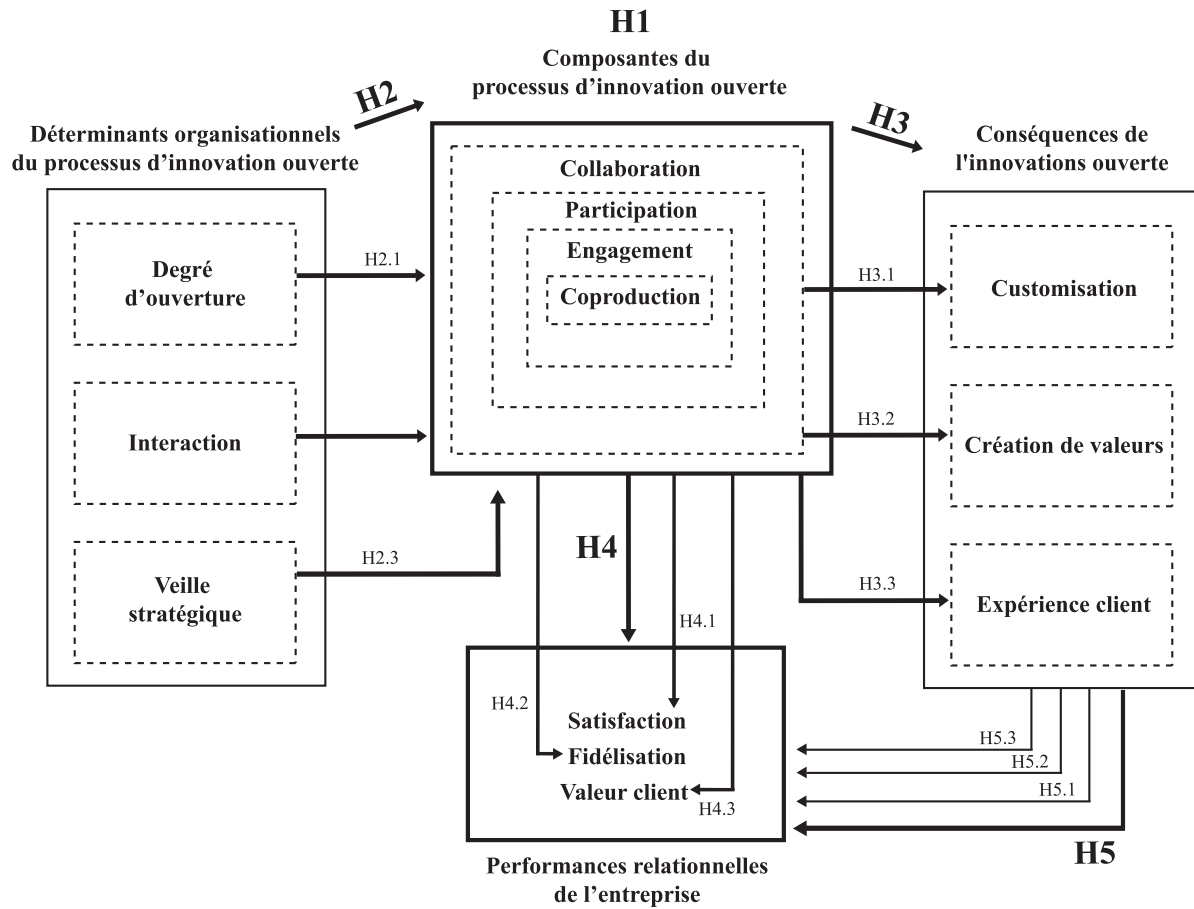 H1
Composantes du
processus d'innovation ouverte
H2
H3
Déterminants organisationnels
du processus d'innovation ouverte
Conséquences de
l'innovations ouverte
Collaboration
Participation
Engagement
Coproduction
Degré
d'ouverture
H2.1
Interaction
H2.3
Veille
stratégique
H3.1
Customisation
H3.2
Création de valeurs
H3.3
Expérience client
H4
H4.1
H4.2
Satisfaction
Fidélisation
Valeur client
H4.3
H5.3
H5.2
H5.1
H5
Performances relationnelles
de l'entreprise